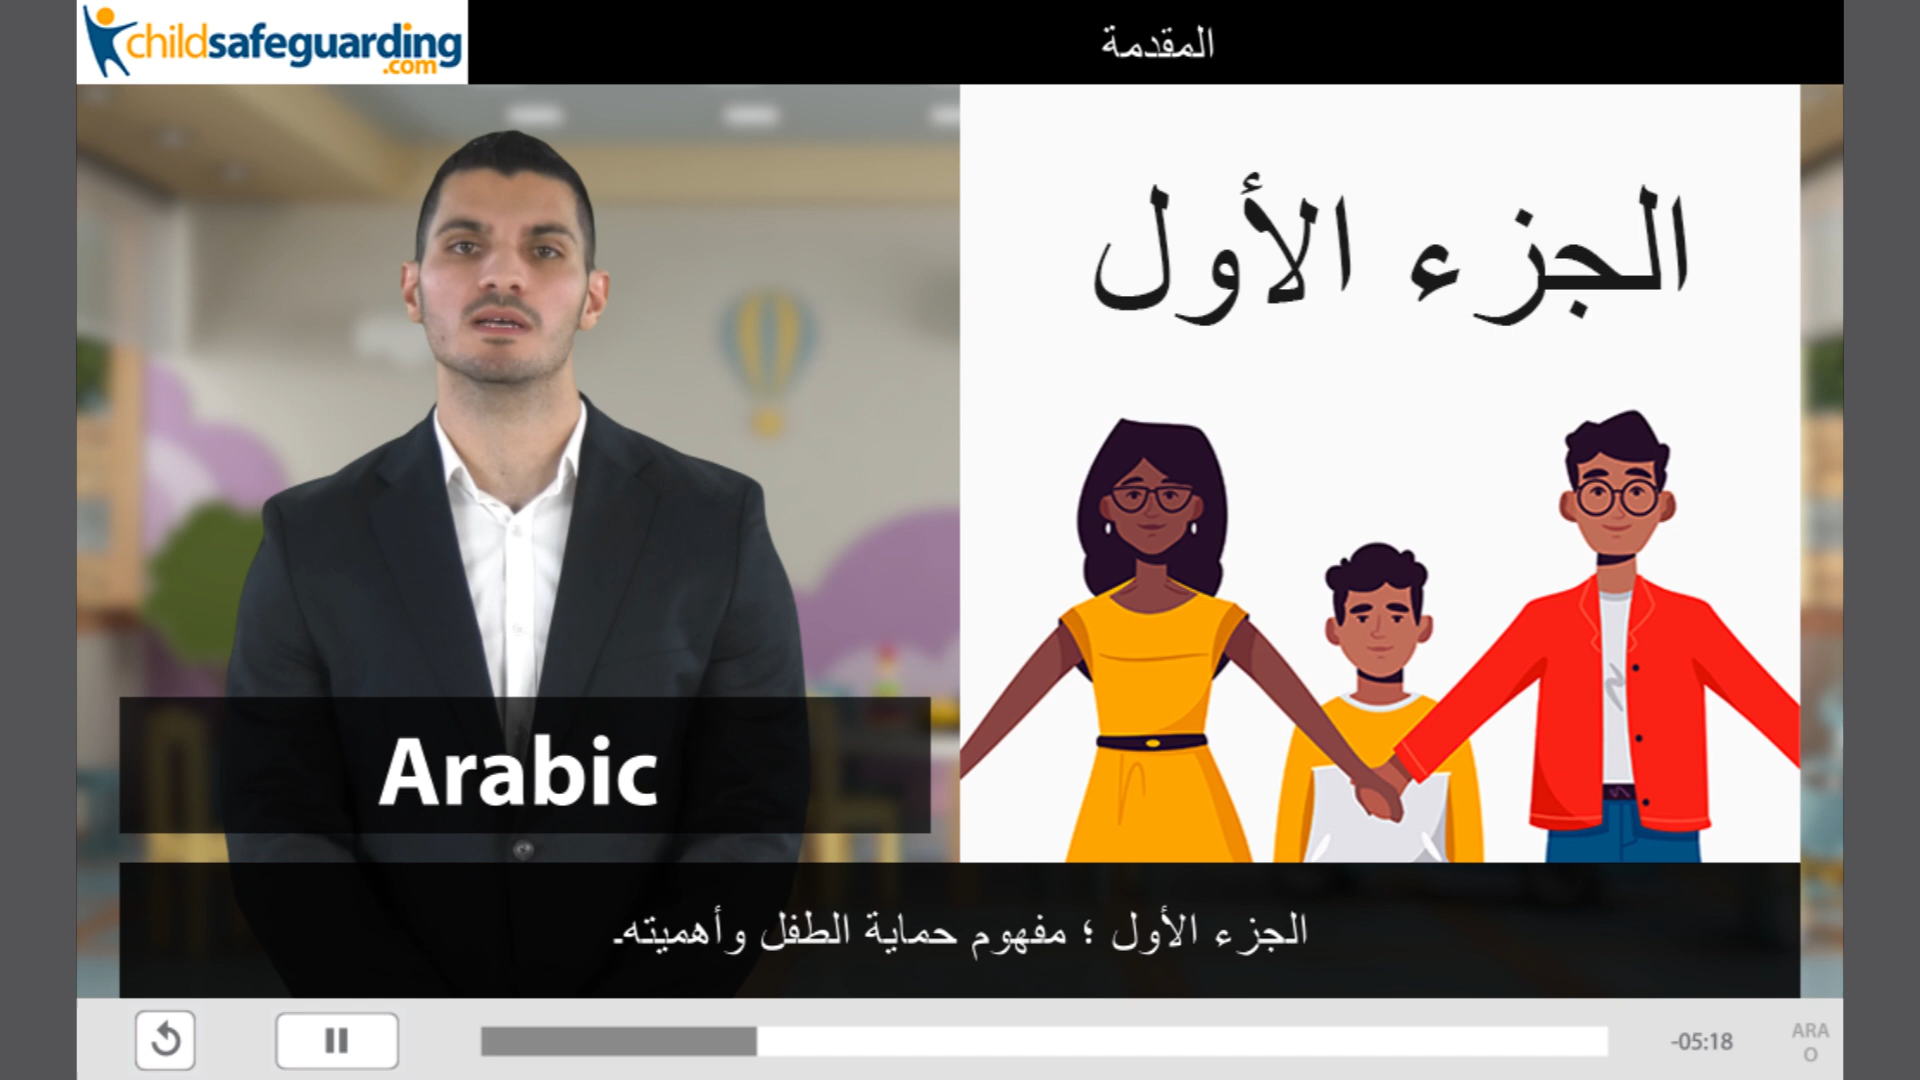 childsafeguarding
.com
المقدمة
الجزء الأول
Arabic
الجزء الأول ؛ مفهوم حماية الطفل وأهميته.
-05:18
ARA
O